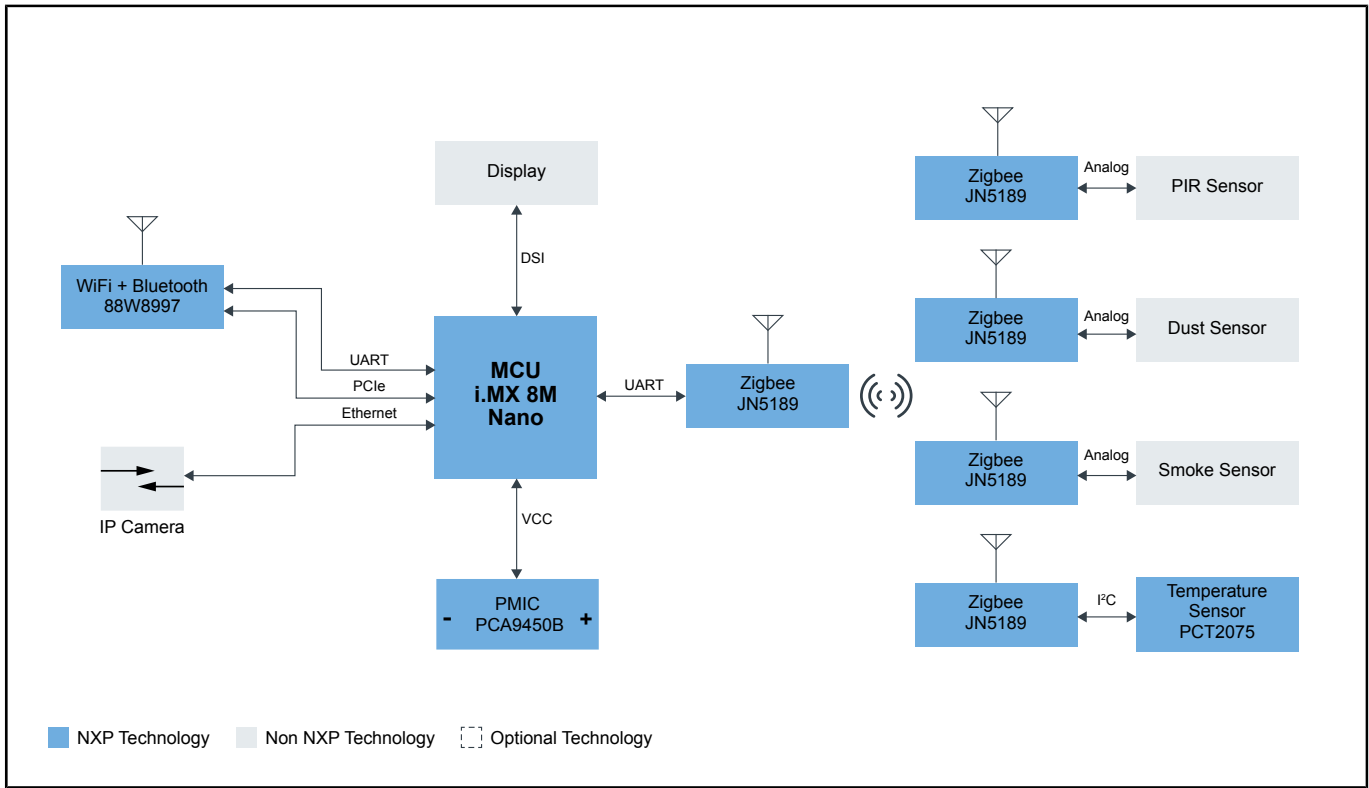 Display
DSI
WiFi + Bluetooth
88W8997
UART
PCIe
Ethernet
IP Camera
MCU
i.MX 8M
Nano
VCC
PMIC
- PCA9450B +
UART
Zigbee
JN5189
Zigbee
JN5189
Analog
PIR Sensor
Zigbee
JN5189
Analog
Dust Sensor
Zigbee
JN5189
Analog
Smoke Sensor
Zigbee
JN5189
I²C
Temperature
Sensor
PCT2075
NXP Technology
Non NXP Technology
Optional Technology